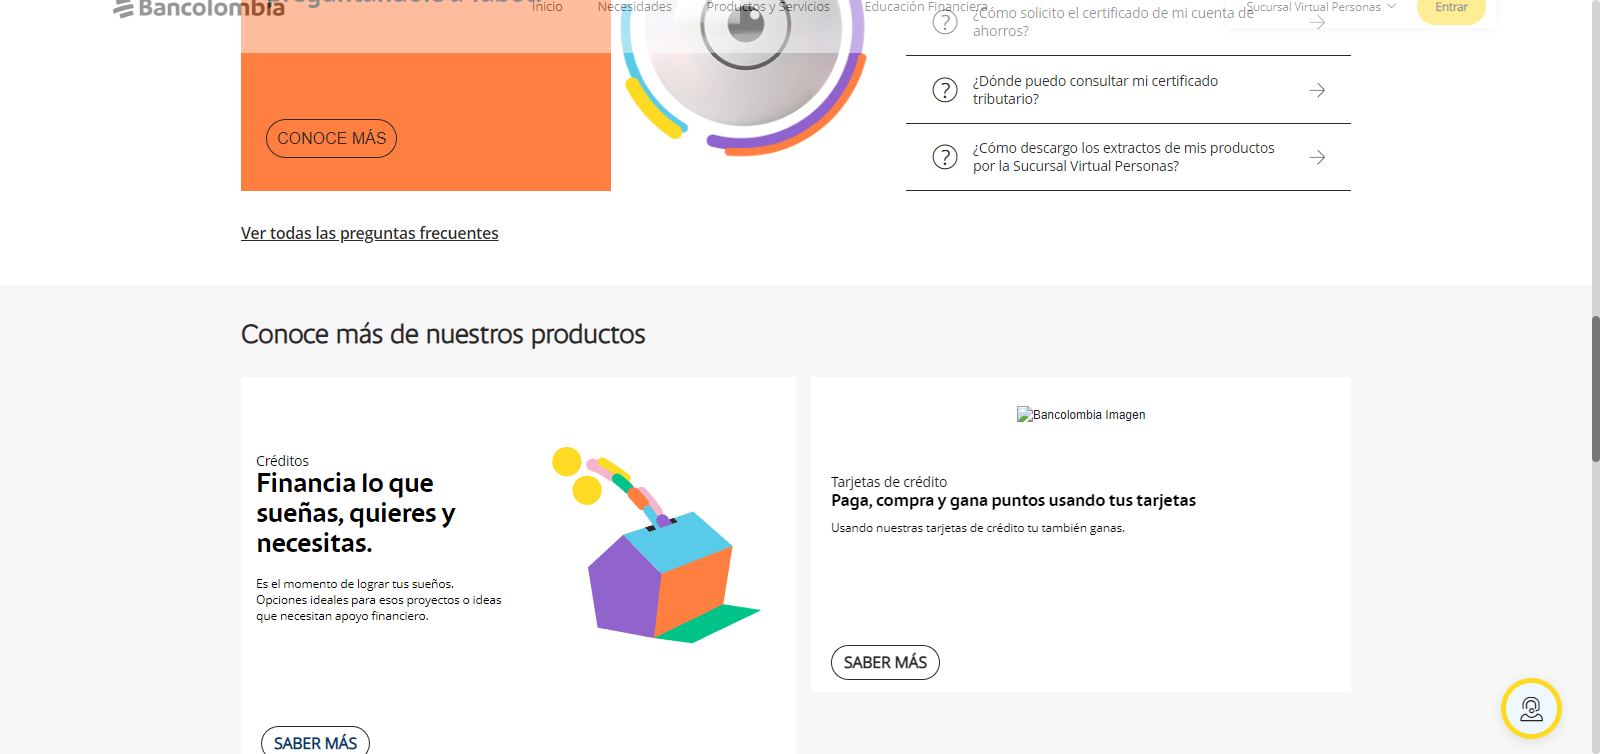 Bancolombia
Inicio
Necesidades
Productos y Servicios
Educación Financiera
Sucursal Virtual Personas
Entrar
¿Cómo solicito el certificado de mi cuenta de
ahorros?
¿Dónde puedo consultar mi certificado
tributario?
¿Cómo descargo los extractos de mis productos
por la Sucursal Virtual Personas?
CONOCE MÁS
Ver todas las preguntas frecuentes
Conoce más de nuestros productos
Créditos
Financia lo que
sueñas, quieres y
necesitas.
Es el momento de lograr tus sueños.
Opciones ideales para esos proyectos o ideas
que necesitan apoyo financiero.
SABER MÁS
Bancolombia Imagen
Tarjetas de crédito
Paga, compra y gana puntos usando tus tarjetas
Usando nuestras tarjetas de crédito tu también ganas.
SABER MÁS